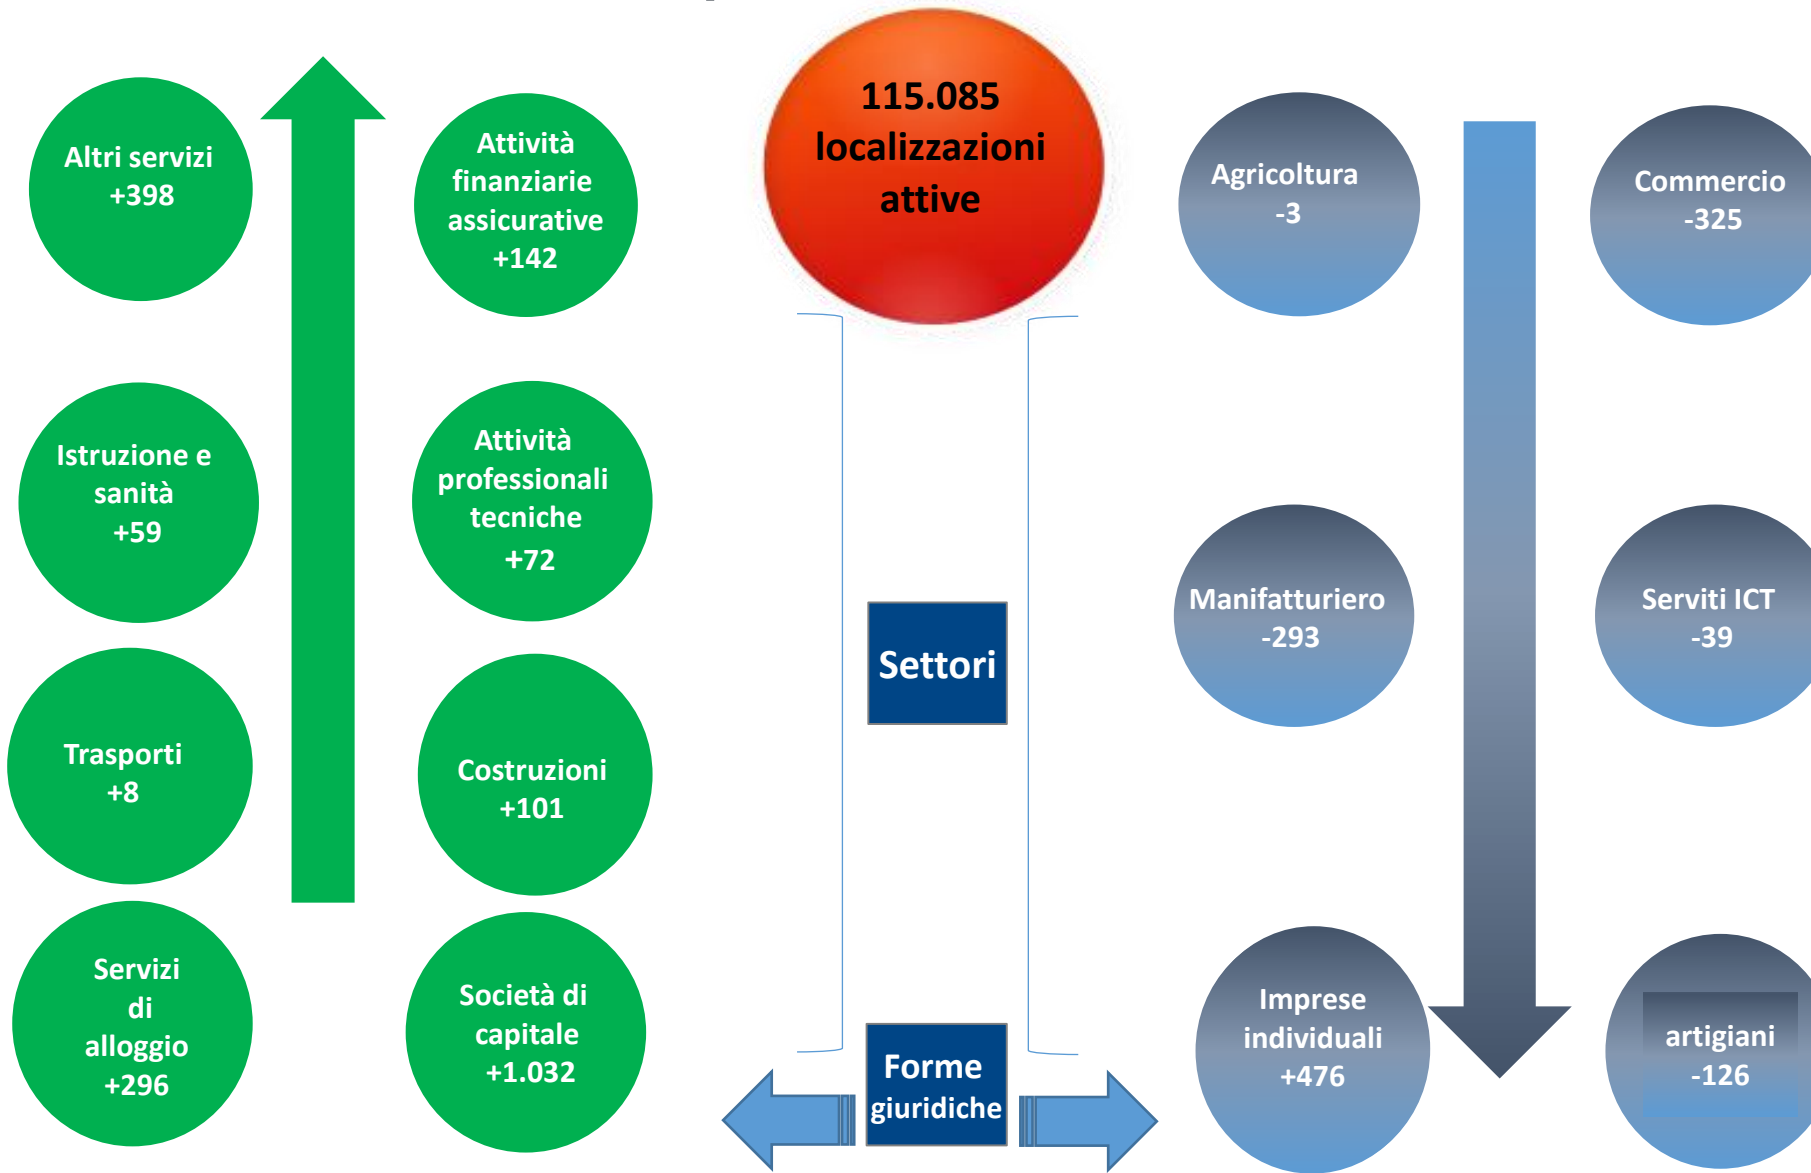 115.085
localizzazioni
attive
Altri servizi
+398
Attività
finanziarie
assicurative
+142
Istruzione e
sanità
+59
Attività
professionali
tecniche
+72
Trasporti
+8
Costruzioni
+101
Servizi
di
alloggio
+296
Società di
capitale
+1.032
Settori
Forme
giuridiche
Agricoltura
-3
Commercio
-325
Manifatturiero
-293
Serviti ICT
-39
Imprese
individuali
+476
artigiani
-126